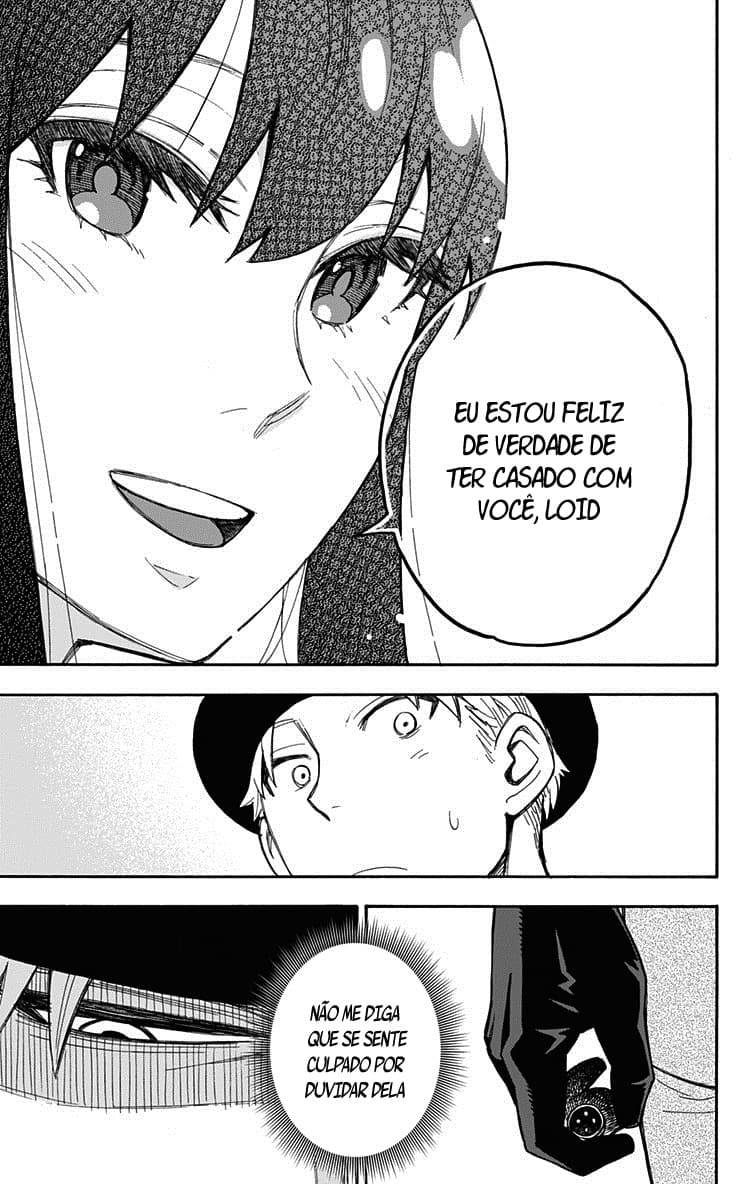 EU ESTOU FELIZ
DE VERDADE DE
TER CASADO COM
VOCÊ, LOID
NÃO ME DIGA
QUE SE SENTE
CULPADO POR
DUVIDAR DELA